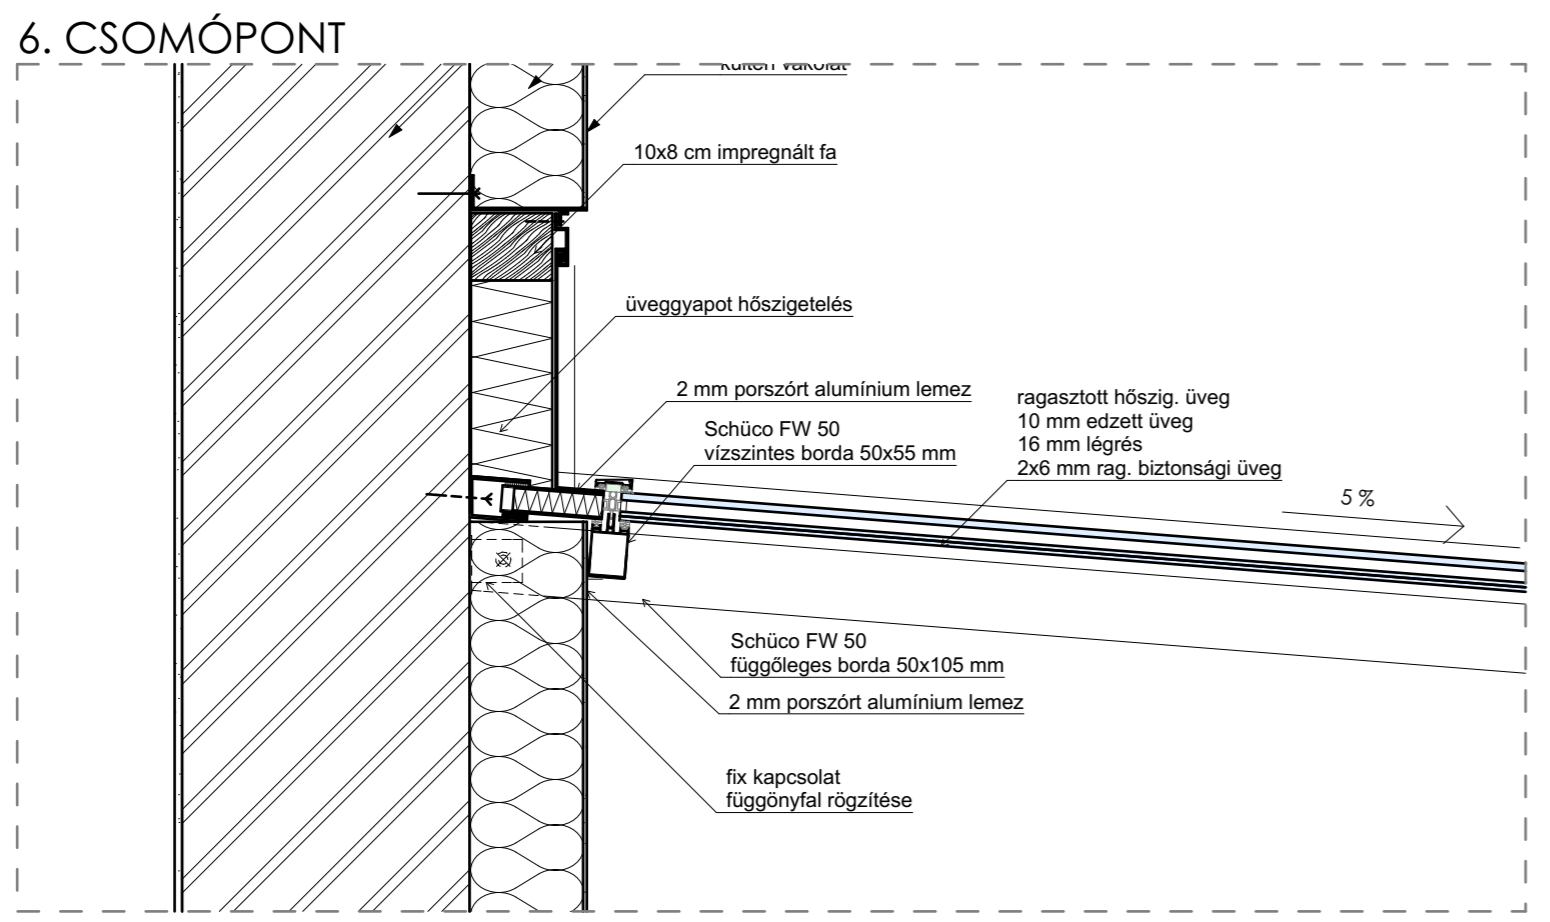 6. CSOMÓPONT
kültéri vakolat
10x8 cm impregnált fa
üveggyapot hőszigetelés
2 mm porszórt alumínium lemez
Schüco FW 50
vízszintes borda 50x55 mm
ragasztott hőszig. üveg
10 mm edzett üveg
16 mm légrés
2x6 mm rag. biztonsági üveg
5 %
Schüco FW 50
függőleges borda 50x105 mm
2 mm porszórt alumínium lemez
fix kapcsolat
függönyfal rögzítése